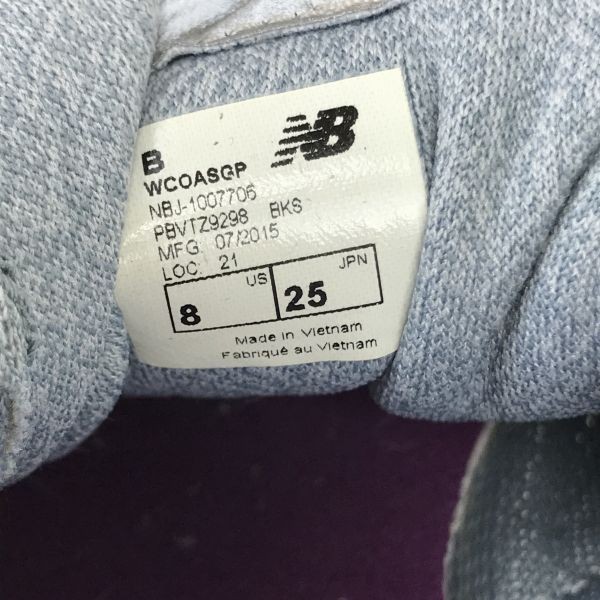 B
NB
WCOASGP
NBJ-1007706
PBVTZ9298 BKS
MFG 07/2015
LOC. 21
8 US 25 JPN
Made in Vietnam
Fabriqué au Vietnam